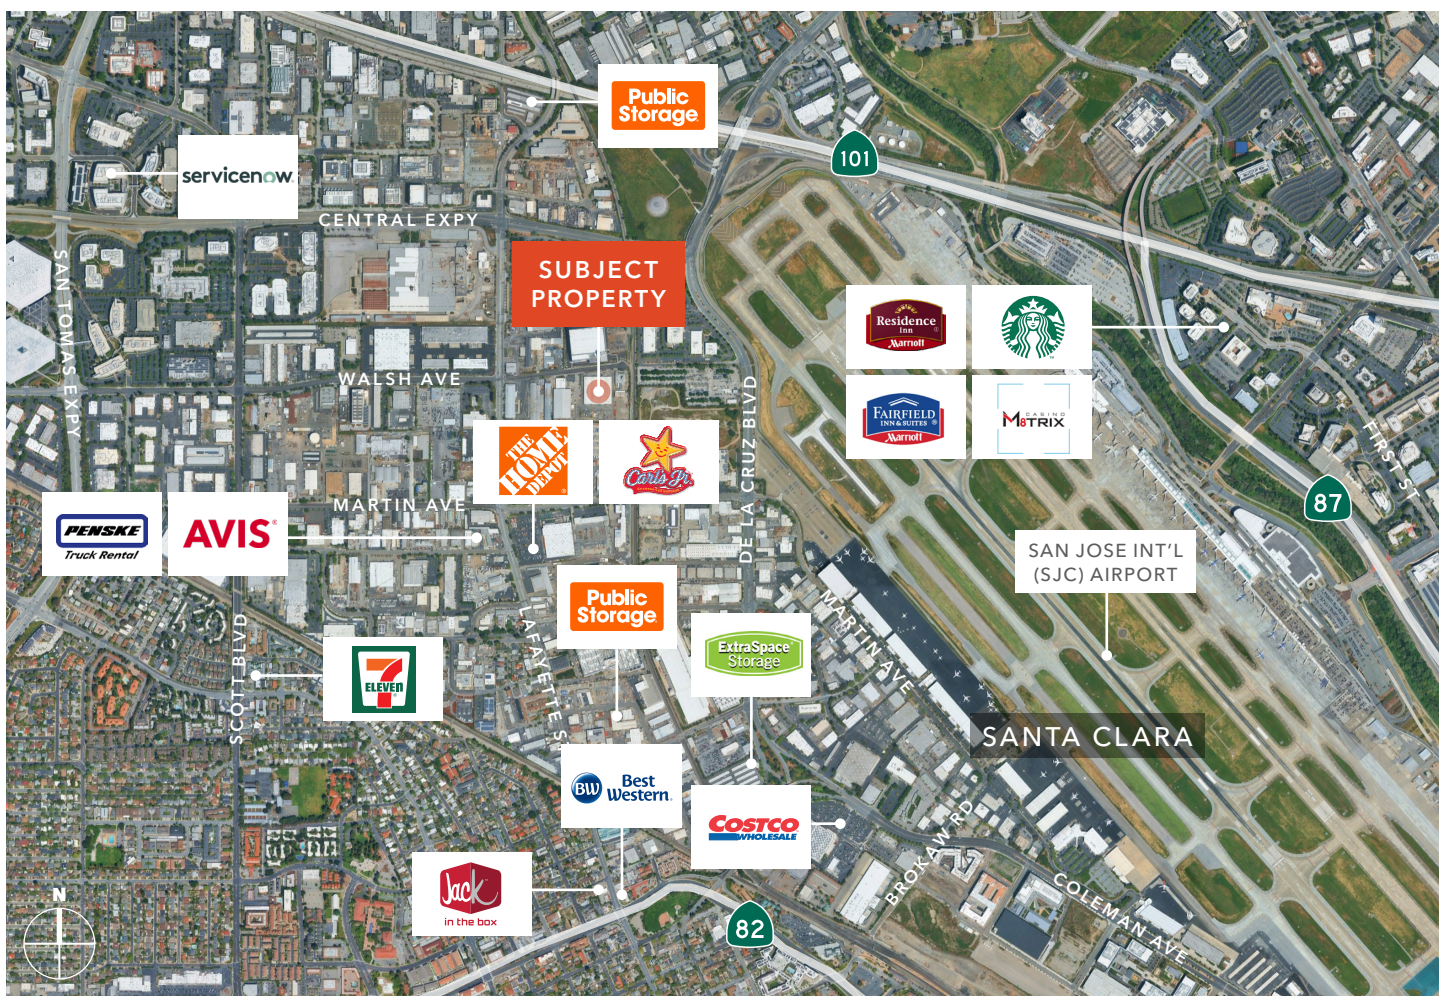 Public
Storage
101
servicenow
CENTRAL EXPY
SAN TOMAS EXPY
SUBJECT
PROPERTY
Residence
Inn
Marriott
WALSH AVE
DE LA CRUZ BLVD
FAIRFIELD
INN & SUITES
Marriott
CASINO
M8TRIX
FIRST ST
THE
HOME
DEPOT
Carl's Jr.
MARTIN AVE
87
PENSKE
Truck Rental
AVIS
SAN JOSE INT'L
(SJC) AIRPORT
Public
Storage
MARTIN AVE
LAFAYETTE S
SCOTT BLVD
ExtraSpace
Storage
7
ELEVEN
SANTA CLARA
BW
Best
Western
COSTCO
WHOLESALE
BROKAW RD
Jack
in the box
COLEMAN AVE
N
82